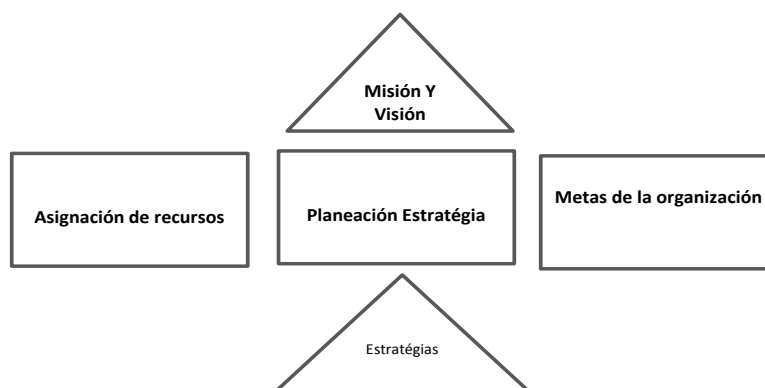 Misión Y
Visión
Asignación de recursos
Planeación Estratégia
Metas de la organización
Estratégias